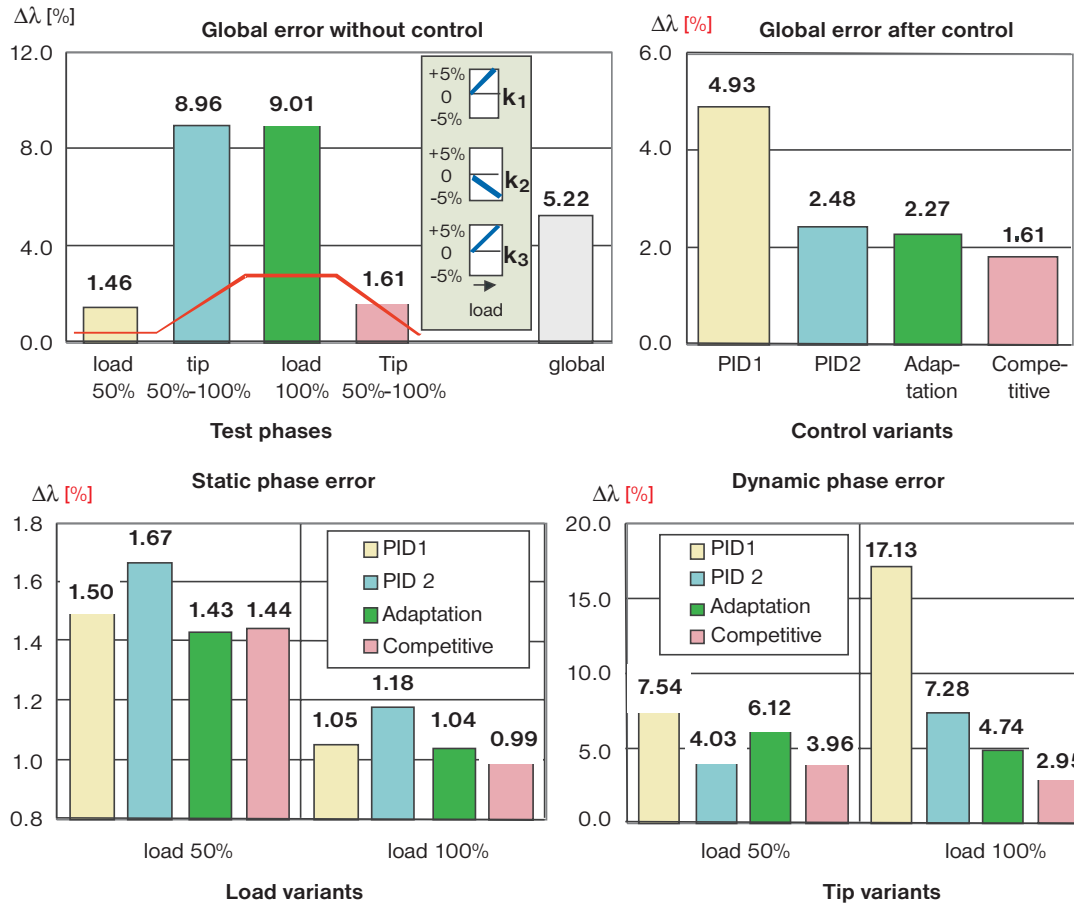 Δλ [%]
Global error without control
12.0
8.0
4.0
0.0
1.46
8.96
9.01
1.61
5.22
+5%
0
-5%
k1
+5%
0
-5%
k2
+5%
0
-5%
k3
load
load
50%
tip
50%-100%
load
100%
Tip
50%-100%
global
Test phases
Δλ [%]
Global error after control
6.0
4.0
2.0
0.0
4.93
2.48
2.27
1.61
PID1
PID2
Adap-
tation
Compe-
titive
Control variants
Static phase error
Δλ [%]
1.8
1.6
1.4
1.2
1.0
0.8
1.50
1.67
1.43
1.44
1.05
1.18
1.04
0.99
PID1
PID 2
Adaptation
Competitive
load 50%
load 100%
Load variants
Dynamic phase error
Δλ [%]
20.0
15.0
10.0
5.0
0.0
7.54
4.03
6.12
3.96
17.13
7.28
4.74
2.95
PID1
PID 2
Adaptation
Competitive
load 50%
load 100%
Tip variants